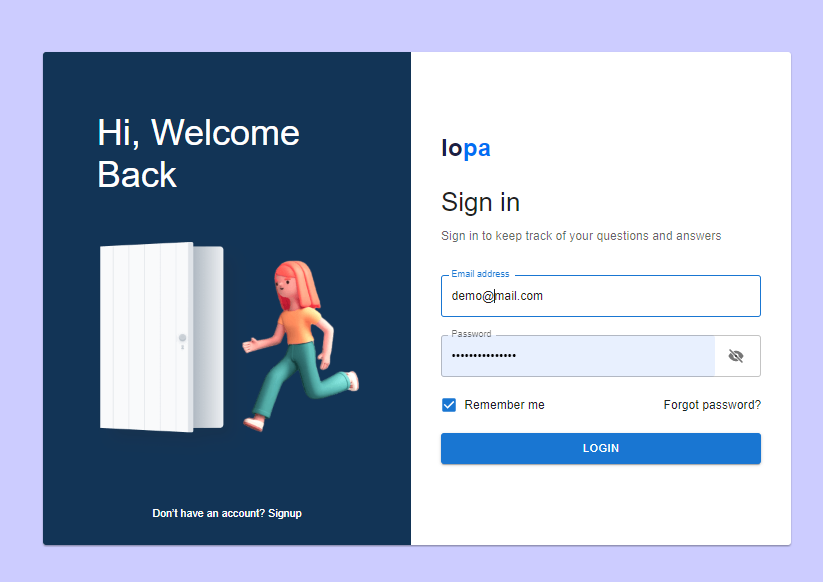 Hi, Welcome
Back
Don't have an account? Signup
lopa
Sign in
Sign in to keep track of your questions and answers
Email address
demo@mail.com
Password
•••••••••••••••
Remember me
Forgot password?
LOGIN